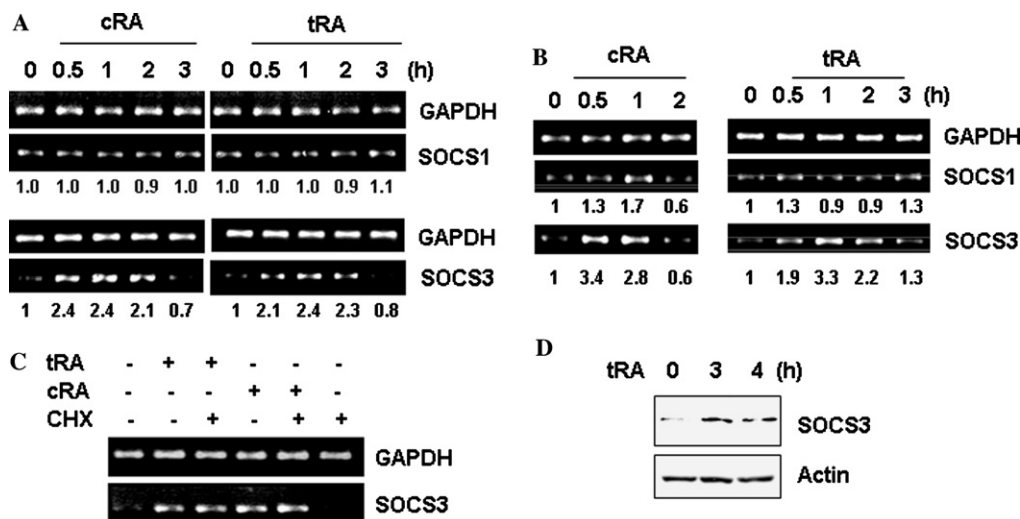 A
cRA tRA
0 0.5 1 2 3 0 0.5 1 2 3 (h)
GAPDH
SOCS1
1.0 1.0 1.0 0.9 1.0 1.0 1.0 1.0 0.9 1.1
GAPDH
SOCS3
1 2.4 2.4 2.1 0.7 1 2.1 2.4 2.3 0.8
B
cRA tRA
0 0.5 1 2 0 0.5 1 2 3 (h)
GAPDH
SOCS1
1 1.3 1.7 0.6 1 1.3 0.9 0.9 1.3
SOCS3
1 3.4 2.8 0.6 1 1.9 3.3 2.2 1.3
C
tRA - + + - - -
cRA - - - + + -
CHX - - + - + +
GAPDH
SOCS3
D
tRA 0 3 4 (h)
SOCS3
Actin